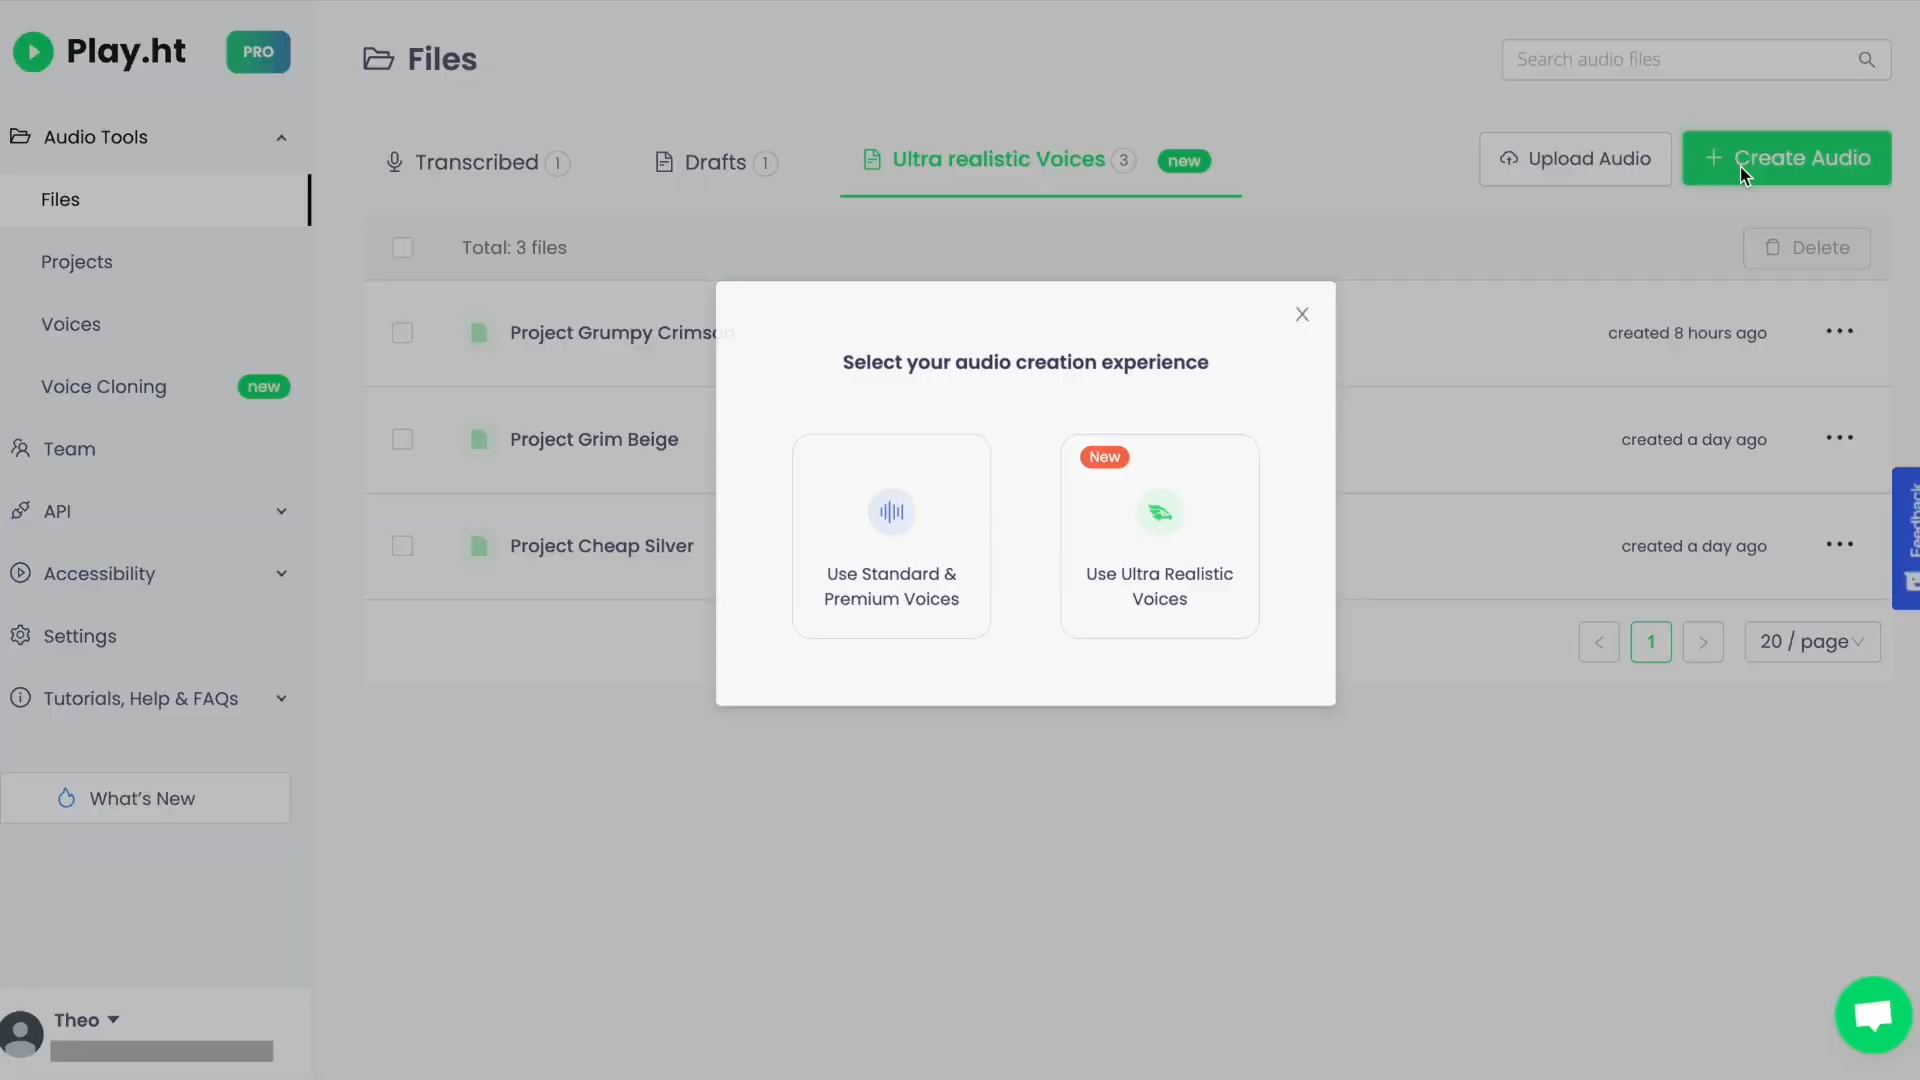 Play.ht
PRO
Files
Search audio files
Audio Tools
Files
Projects
Voices
Voice Cloning new
Team
API
Accessibility
Settings
Tutorials, Help & FAQs
What's New
Theo
Transcribed 1
Drafts 1
Ultra realistic Voices 3 new
Upload Audio
+ Create Audio
Total: 3 files
Delete
Project Grumpy Crimson
created 8 hours ago
Project Grim Beige
created a day ago
Project Cheap Silver
created a day ago
< 1 >
20 / page
Select your audio creation experience
Use Standard &
Premium Voices
New
Use Ultra Realistic
Voices
Feedback